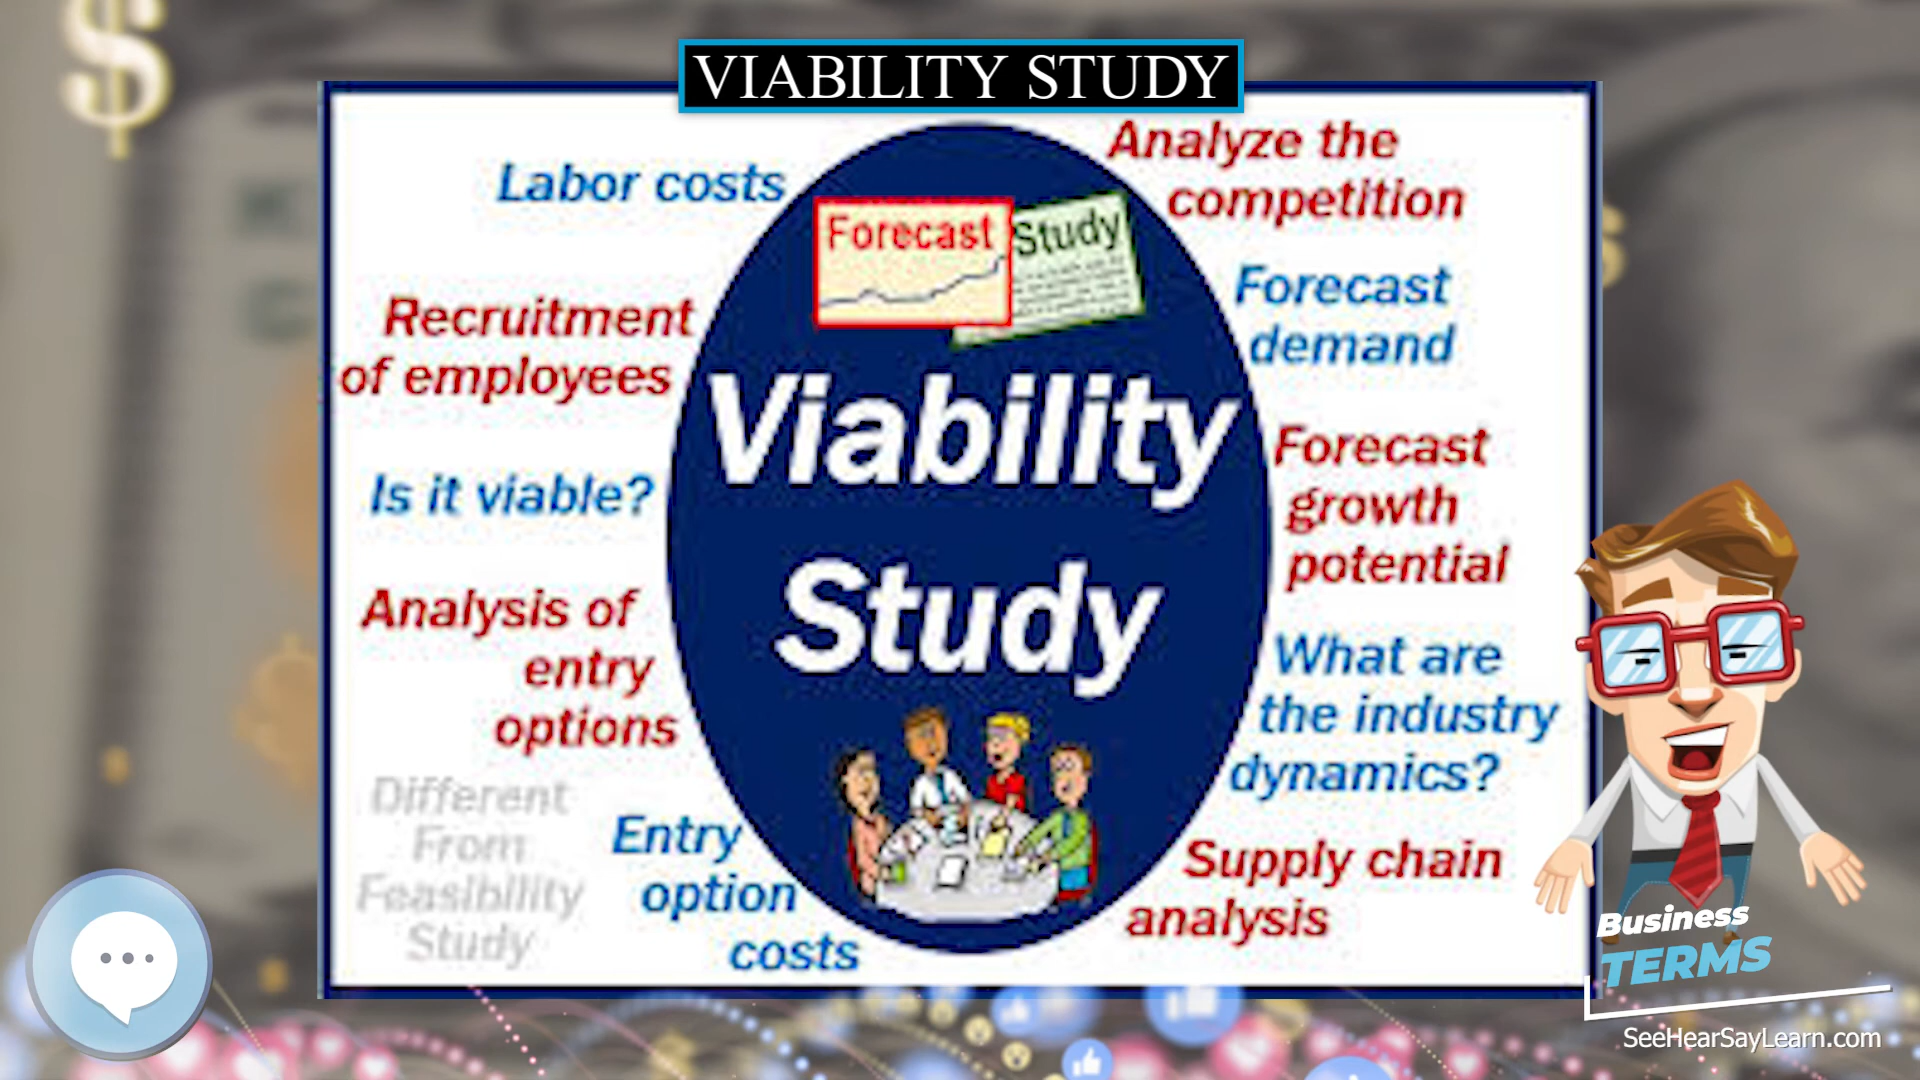 VIABILITY STUDY
Labor costs
Recruitment
of employees
Is it viable?
Analysis of
entry
options
Different
From
Feasibility
Study
Entry
option
costs
Forecast
Study
Viability
Study
Analyze the
competition
Forecast
demand
Forecast
growth
potential
What are
the industry
dynamics?
Supply chain
analysis
Business
TERMS
SeeHearSayLearn.com